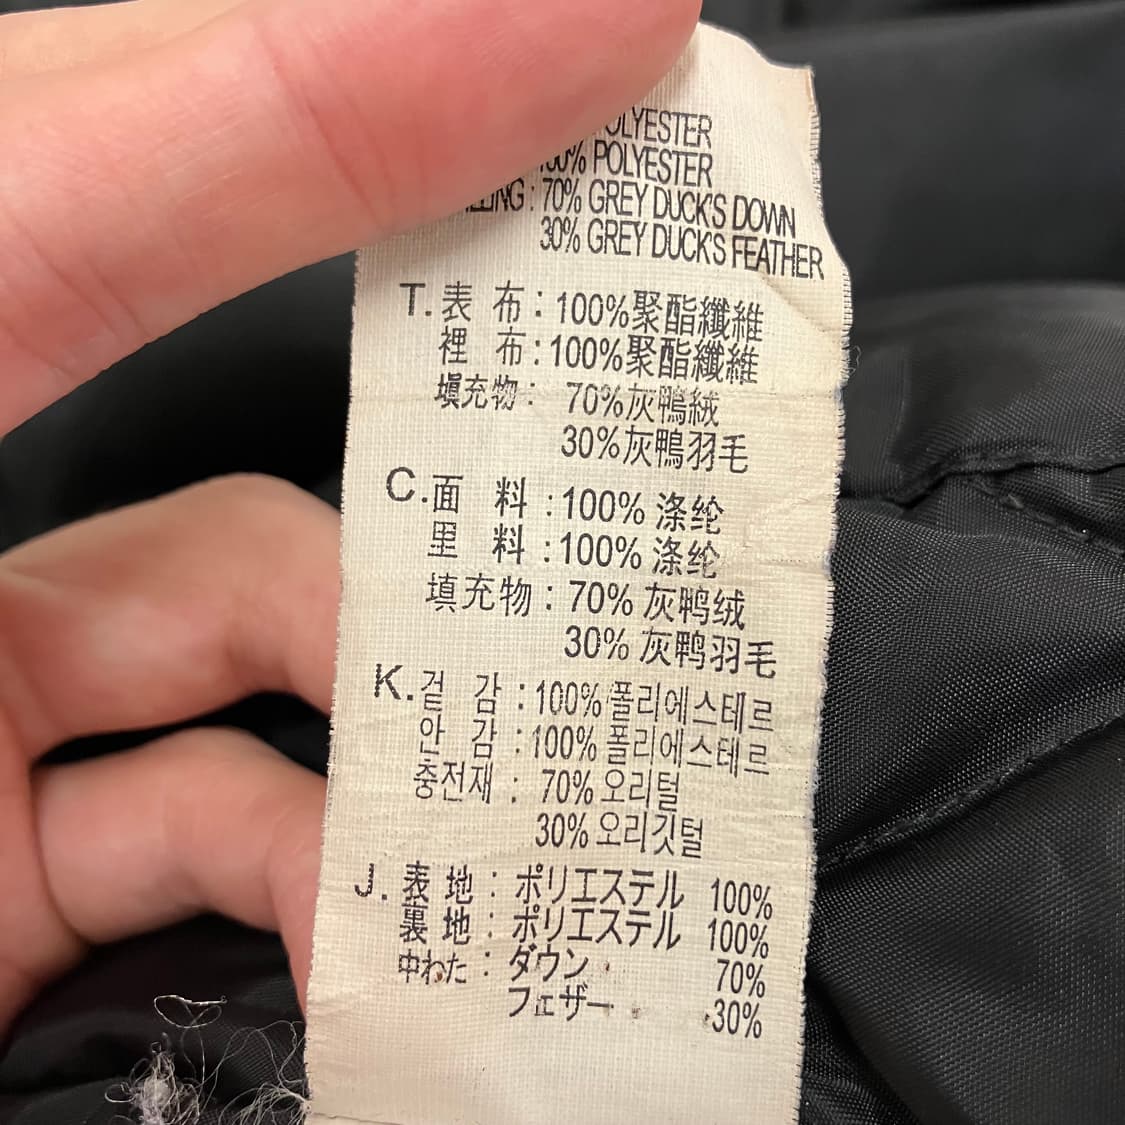 POLYESTER
100% POLYESTER
FILLING : 70% GREY DUCK'S DOWN
30% GREY DUCK'S FEATHER
T. 表 布 : 100%聚酯纖維
裡 布 : 100%聚酯纖維
填充物 : 70%灰鴨絨
30%灰鴨羽毛
C. 面 料 : 100% 涤纶
里 料 : 100% 涤纶
填充物 : 70% 灰鸭绒
30% 灰鸭羽毛
K. 겉 감 : 100% 폴리에스테르
안 감 : 100% 폴리에스테르
충전재 : 70% 오리털
30% 오리깃털
J. 表 地 : ポリエステル 100%
裏 地 : ポリエステル 100%
中わた : ダウン 70%
フェザー 30%